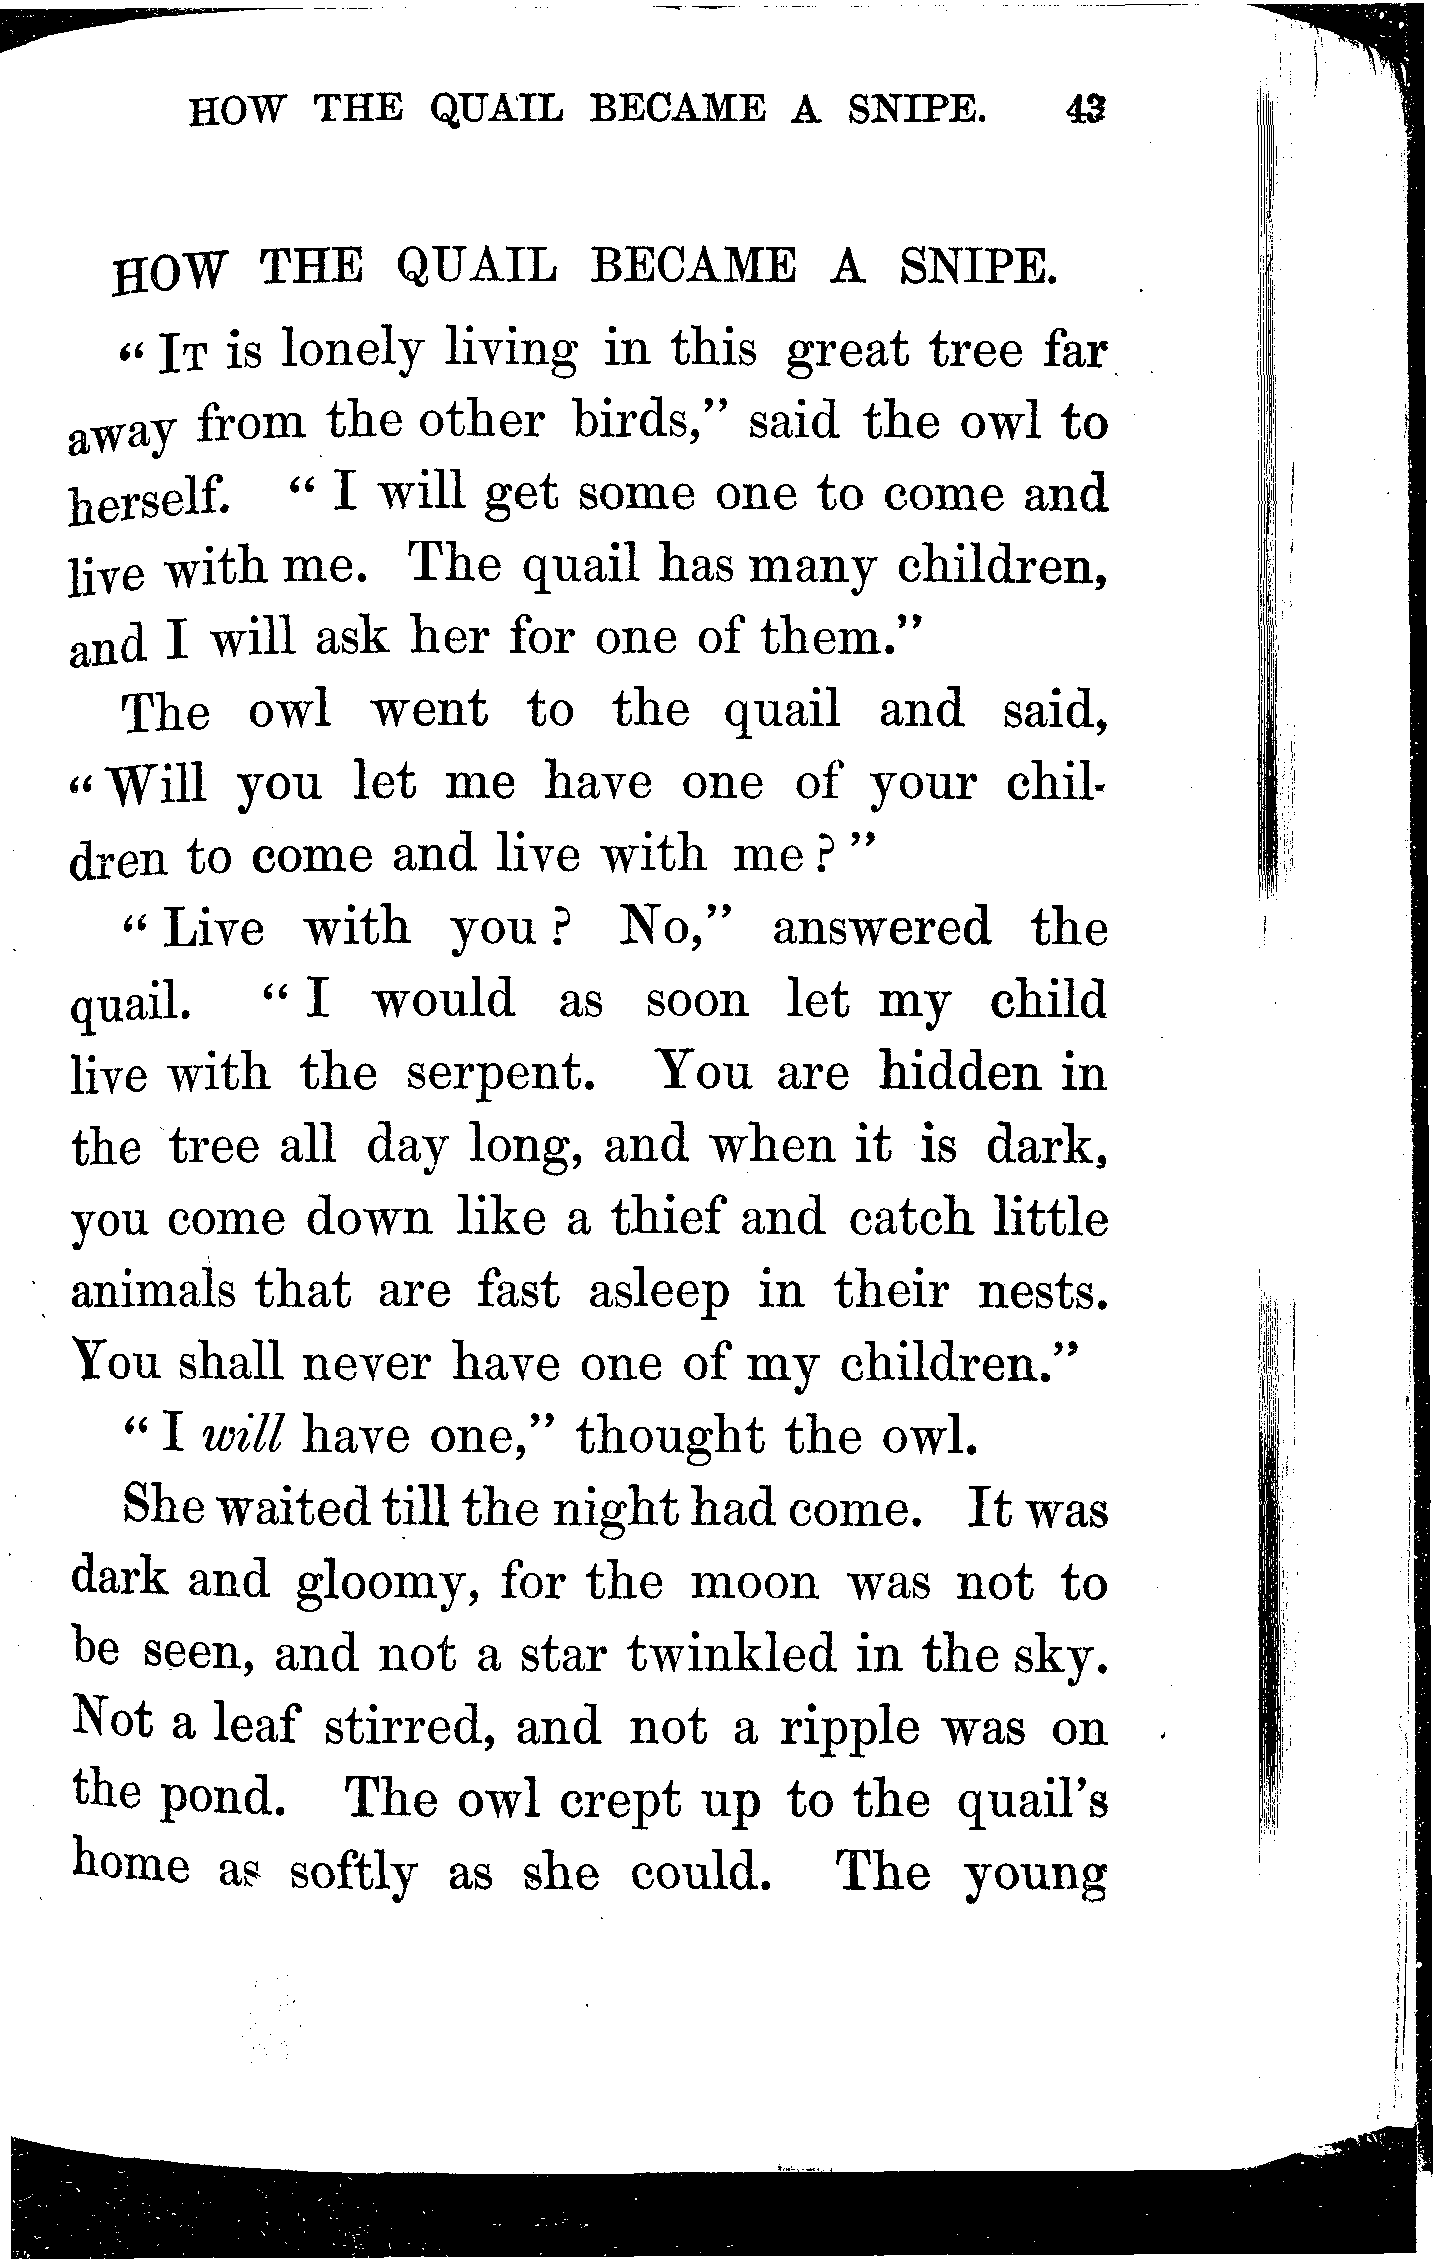 HOW THE QUAIL BECAME A SNIPE. 43
HOW THE QUAIL BECAME A SNIPE.
“ IT is lonely living in this great tree far
away from the other birds,” said the owl to
herself. “ I will get some one to come and
live with me. The quail has many children,
and I will ask her for one of them.”
The owl went to the quail and said,
“ Will you let me have one of your chil-
dren to come and live with me ? ”
“ Live with you ? No,” answered the
quail. “ I would as soon let my child
live with the serpent. You are hidden in
the tree all day long, and when it is dark,
you come down like a thief and catch little
animals that are fast asleep in their nests.
You shall never have one of my children.”
“ I will have one,” thought the owl.
She waited till the night had come. It was
dark and gloomy, for the moon was not to
be seen, and not a star twinkled in the sky.
Not a leaf stirred, and not a ripple was on
the pond. The owl crept up to the quail’s
home as softly as she could. The young